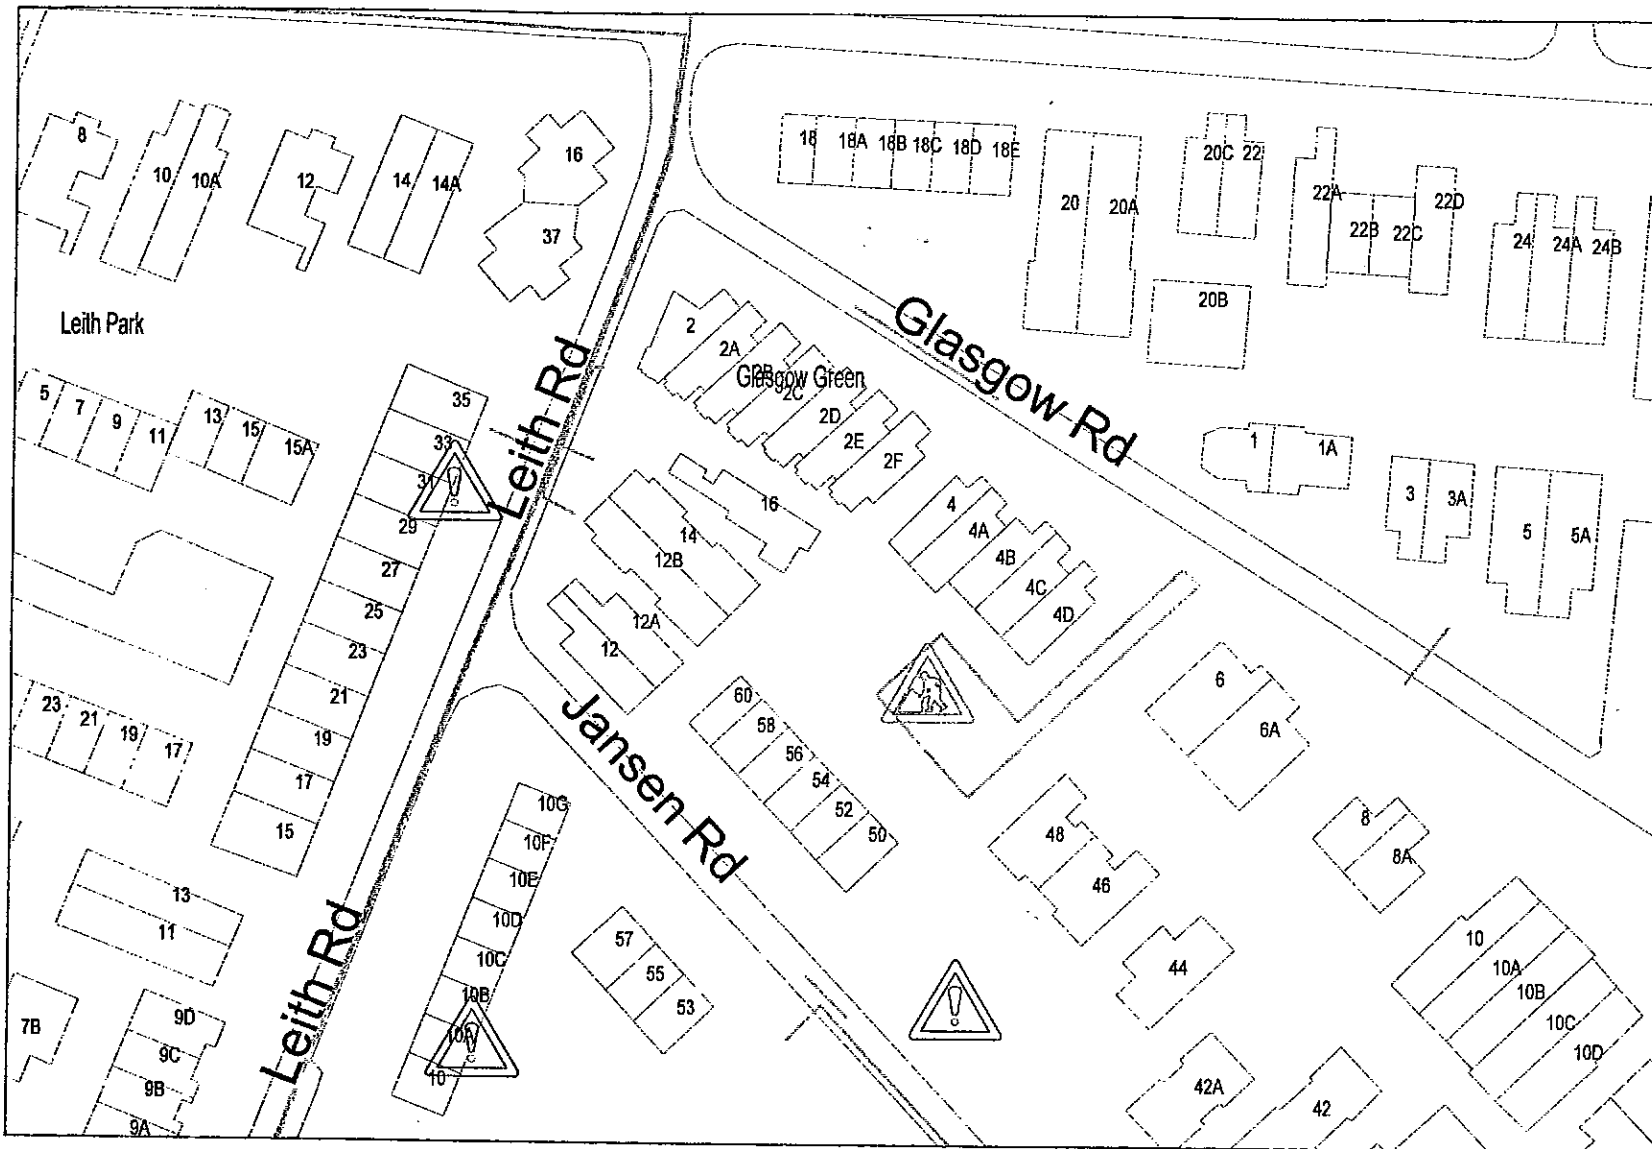 8
10
10A
12
14
14A
16
37
18
18A
18B
18C
18D
18E
20
20A
20C
22
20B
22A
22B
22C
22D
24
24A
24B
Leith Park
Glasgow Rd
Leith Rd
2
2A
2B
2C
Glasgow Green
2D
2E
2F
5
7
9
11
13
15
15A
35
33
31
29
27
25
23
21
19
17
15
16
14
12B
12A
12
4
4A
4B
4C
4D
1
1A
3
3A
5
5A
6
6A
23
21
19
17
Jansen Rd
60
58
56
54
52
50
48
46
44
8
8A
10
10A
10B
10C
10D
42A
42
13
11
7B
9D
9C
9B
9A
Leith Rd
10G
10F
10E
10D
10C
10B
10A
10
57
55
53